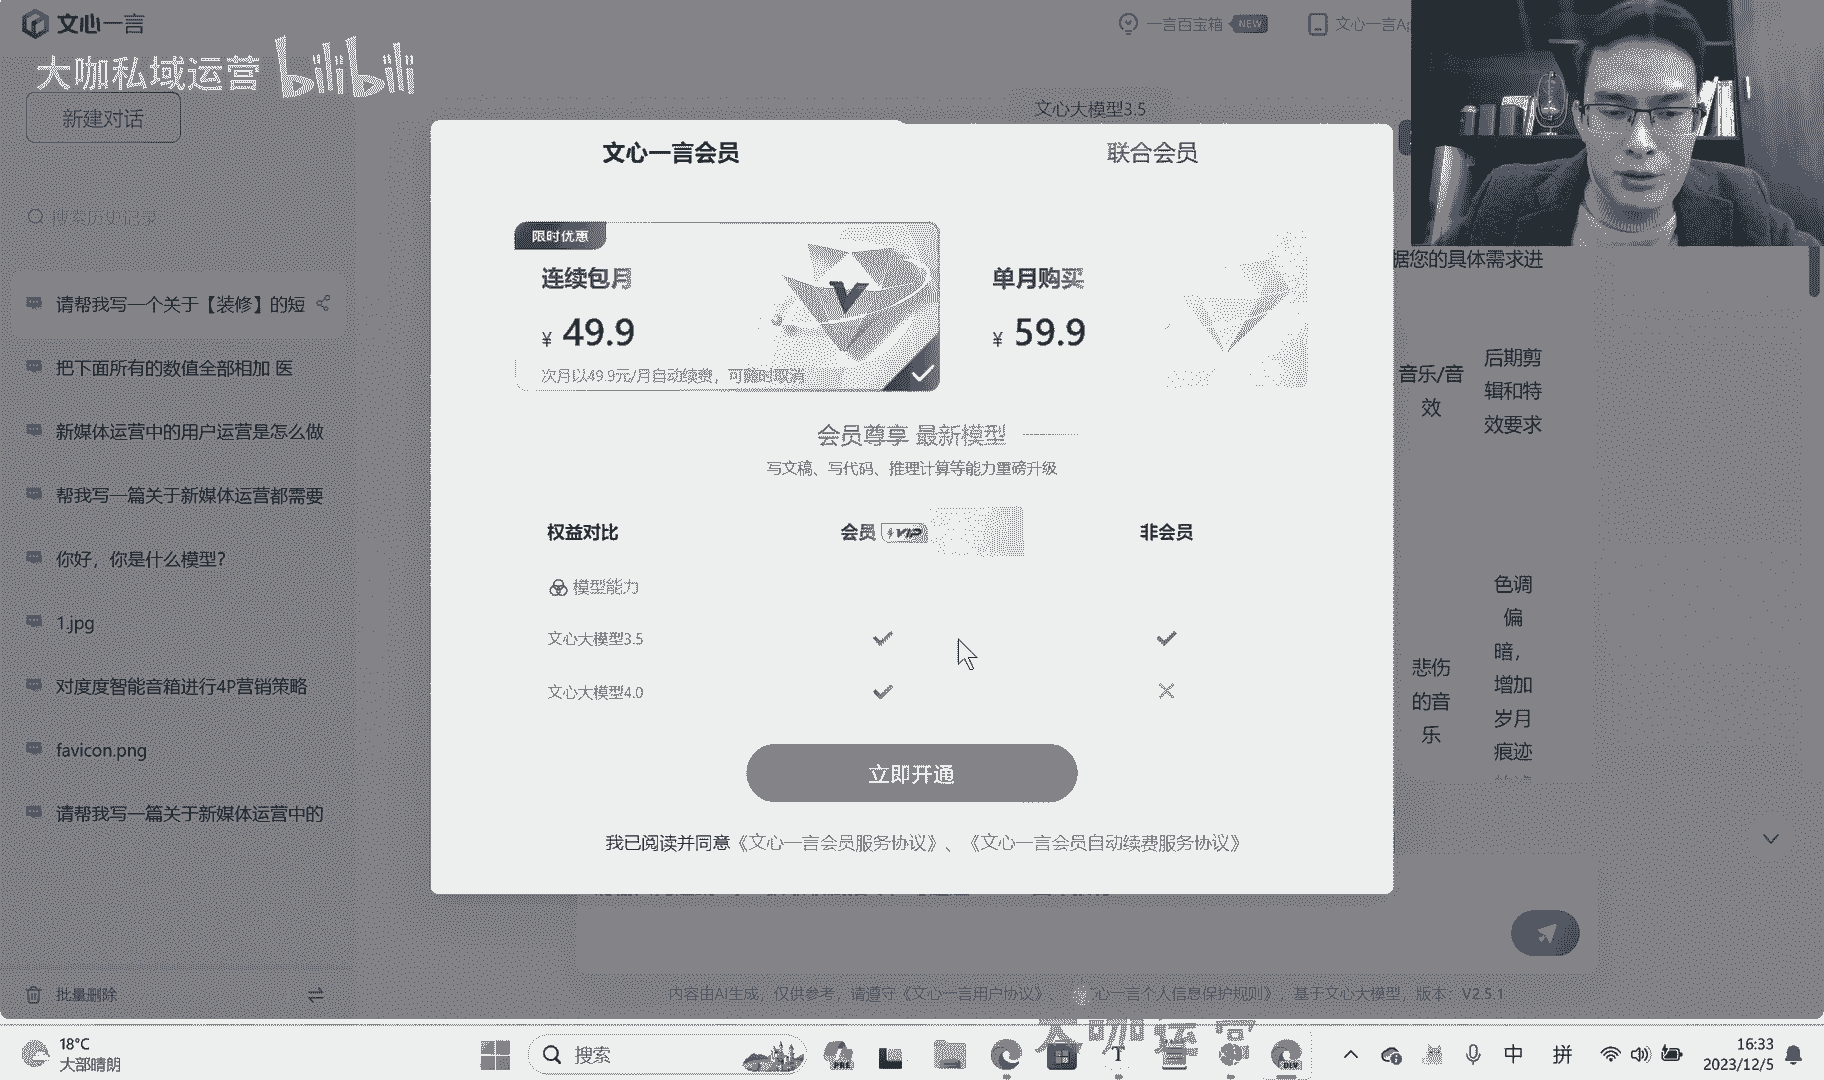 文心一言
一言百宝箱 NEW
文心一言Ap
大咖私域运营 bilibili
新建对话
搜索历史记录
请帮我写一个关于【装修】的短
把下面所有的数值全部相加 医
新媒体运营中的用户运营是怎么做
帮我写一篇关于新媒体运营都需要
你好，你是什么模型?
1.jpg
对度度智能音箱进行4P营销策略
favicon.png
请帮我写一篇关于新媒体运营中的
批量删除
文心大模型3.5
文心一言会员
联合会员
限时优惠
连续包月
¥ 49.9
次月以49.9元/月自动续费，可随时取消
单月购买
¥ 59.9
会员尊享 最新模型
写文稿、写代码、推理计算等能力重磅升级
权益对比 会员 VIP 非会员
模型能力
文心大模型3.5
文心大模型4.0
立即开通
我已阅读并同意《文心一言会员服务协议》、《文心一言会员自动续费服务协议》
据您的具体需求进
音乐/音
效
后期剪
辑和特
效要求
悲伤
的音
乐
色调
偏
暗，
增加
岁月
痕迹
内容由AI生成，仅供参考，请遵守《文心一言用户协议》、
心一言个人信息保护规则》，基于文心大模型，版本：V2.5.1
大咖运营
18°C
大部晴朗
搜索
PRE
T
DEV
中
拼
16:33
2023/12/5